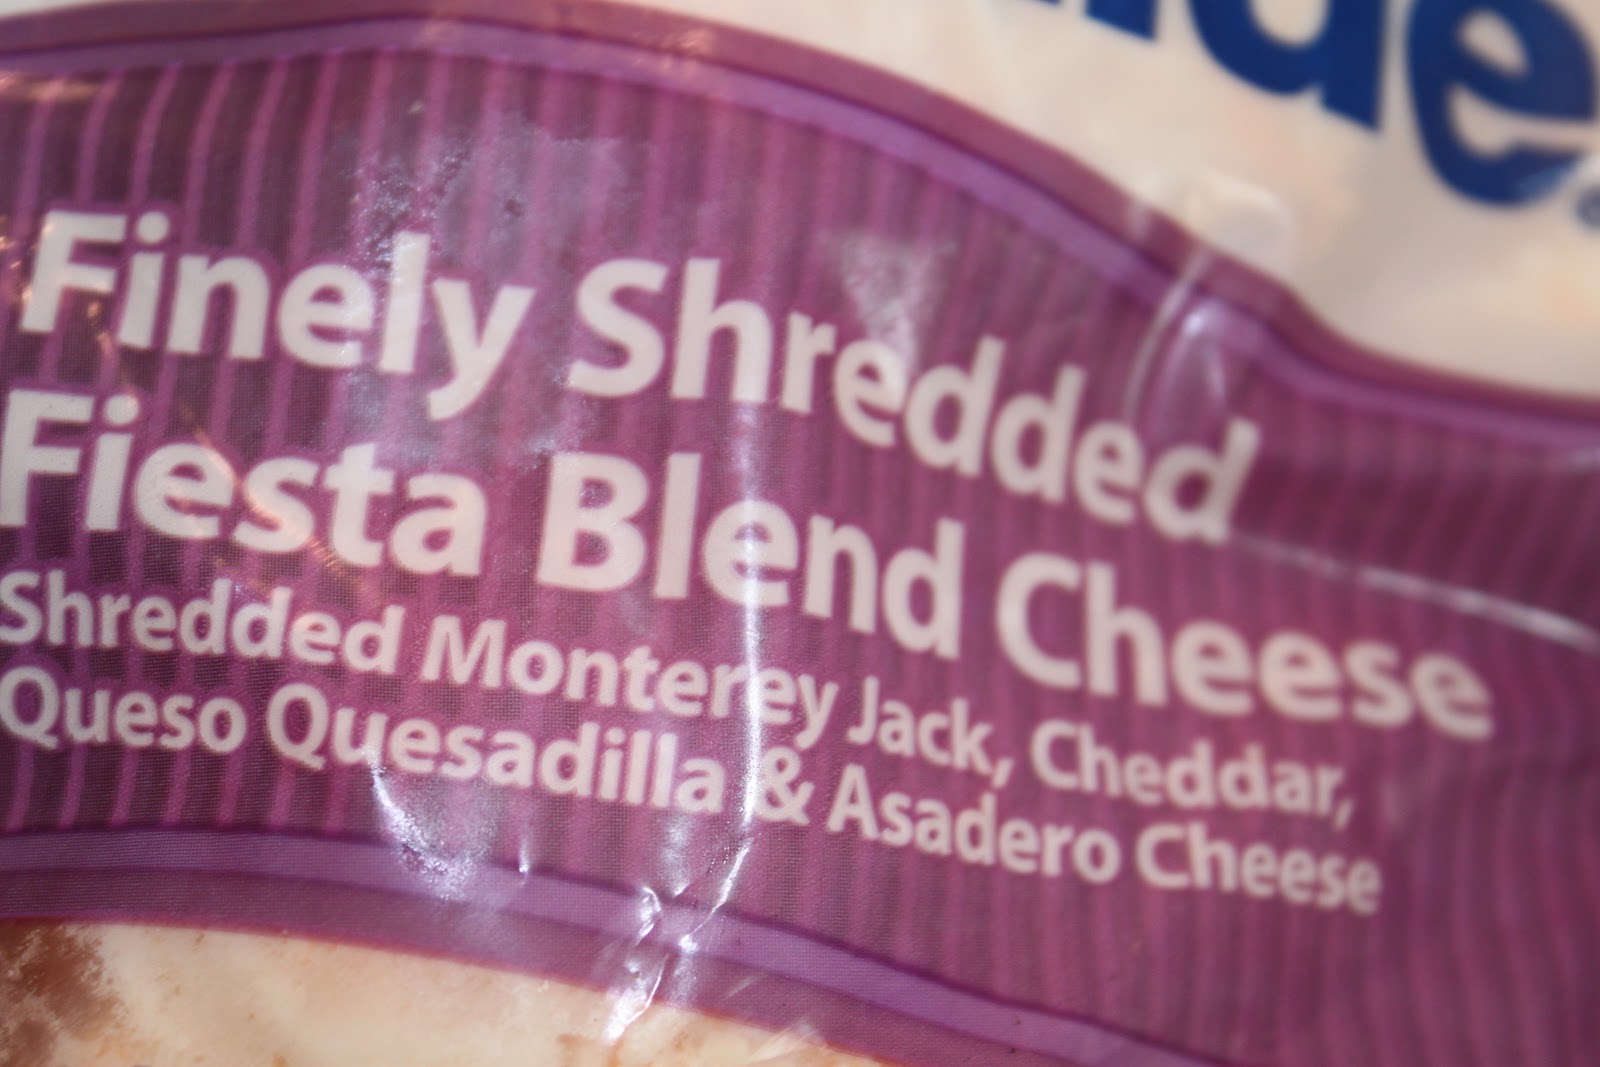 Finely Shredded
Fiesta Blend Cheese
Shredded Monterey Jack, Cheddar,
Queso Quesadilla & Asadero Cheese